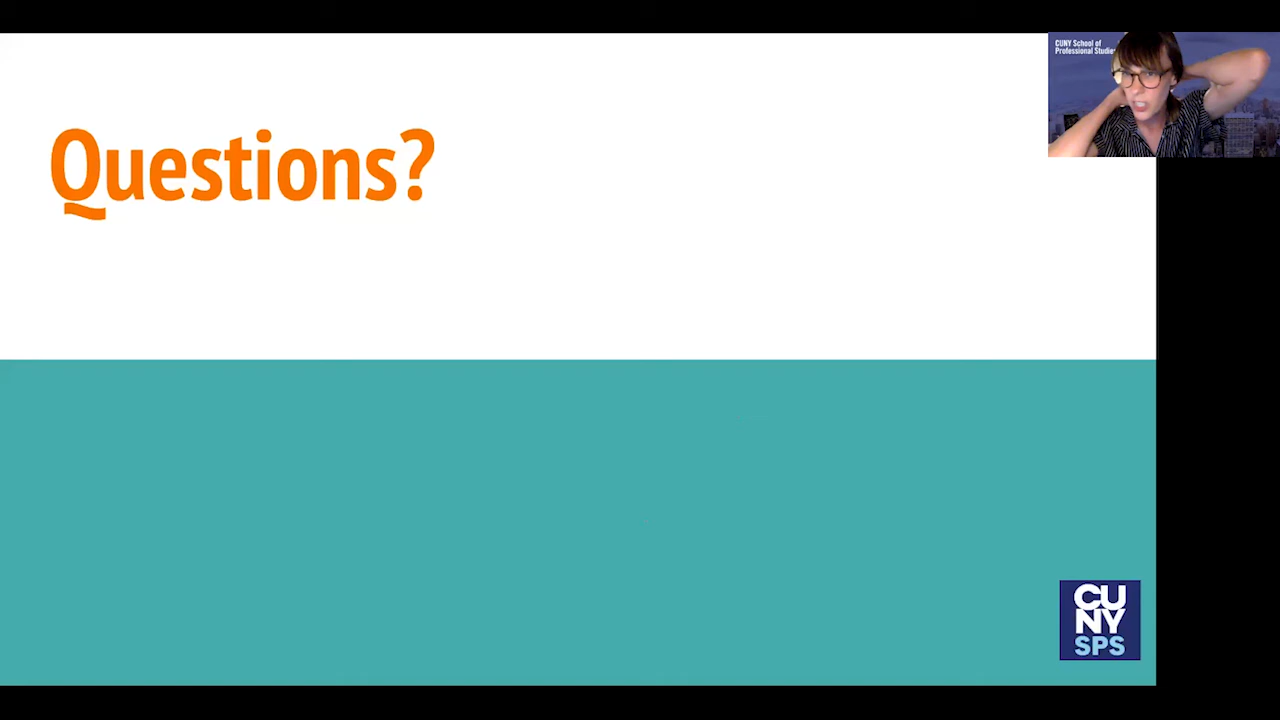 Questions?
CUNY School of
Professional Studies
CU
NY
SPS